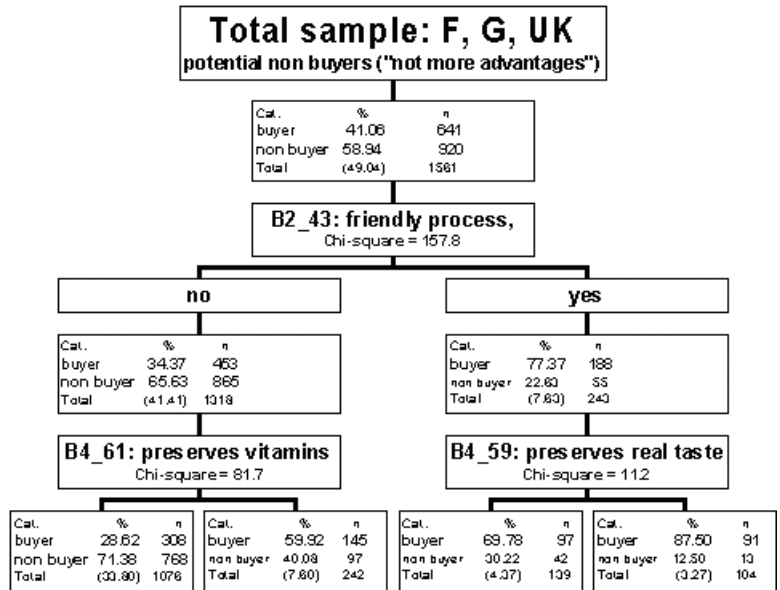 Total sample: F, G, UK
potential non buyers ("not more advantages")
Cat. % n
buyer 41.06 641
non buyer 58.94 920
Total (49.04) 1561
B2_43: friendly process,
Chi-square = 157.8
no
yes
Cat. % n
buyer 34.37 453
non buyer 65.63 865
Total (41.41) 1318
Cat. % n
buyer 77.37 188
non buyer 22.63 55
Total (7.63) 243
B4_61: preserves vitamins
Chi-square = 81.7
B4_59: preserves real taste
Chi-square = 11.2
Cat. % n
buyer 28.62 308
non buyer 71.38 768
Total (33.80) 1076
Cat. % n
buyer 59.92 145
non buyer 40.08 97
Total (7.60) 242
Cat. % n
buyer 69.78 97
non buyer 30.22 42
Total (4.37) 139
Cat. % n
buyer 87.50 91
non buyer 12.50 13
Total (3.27) 104